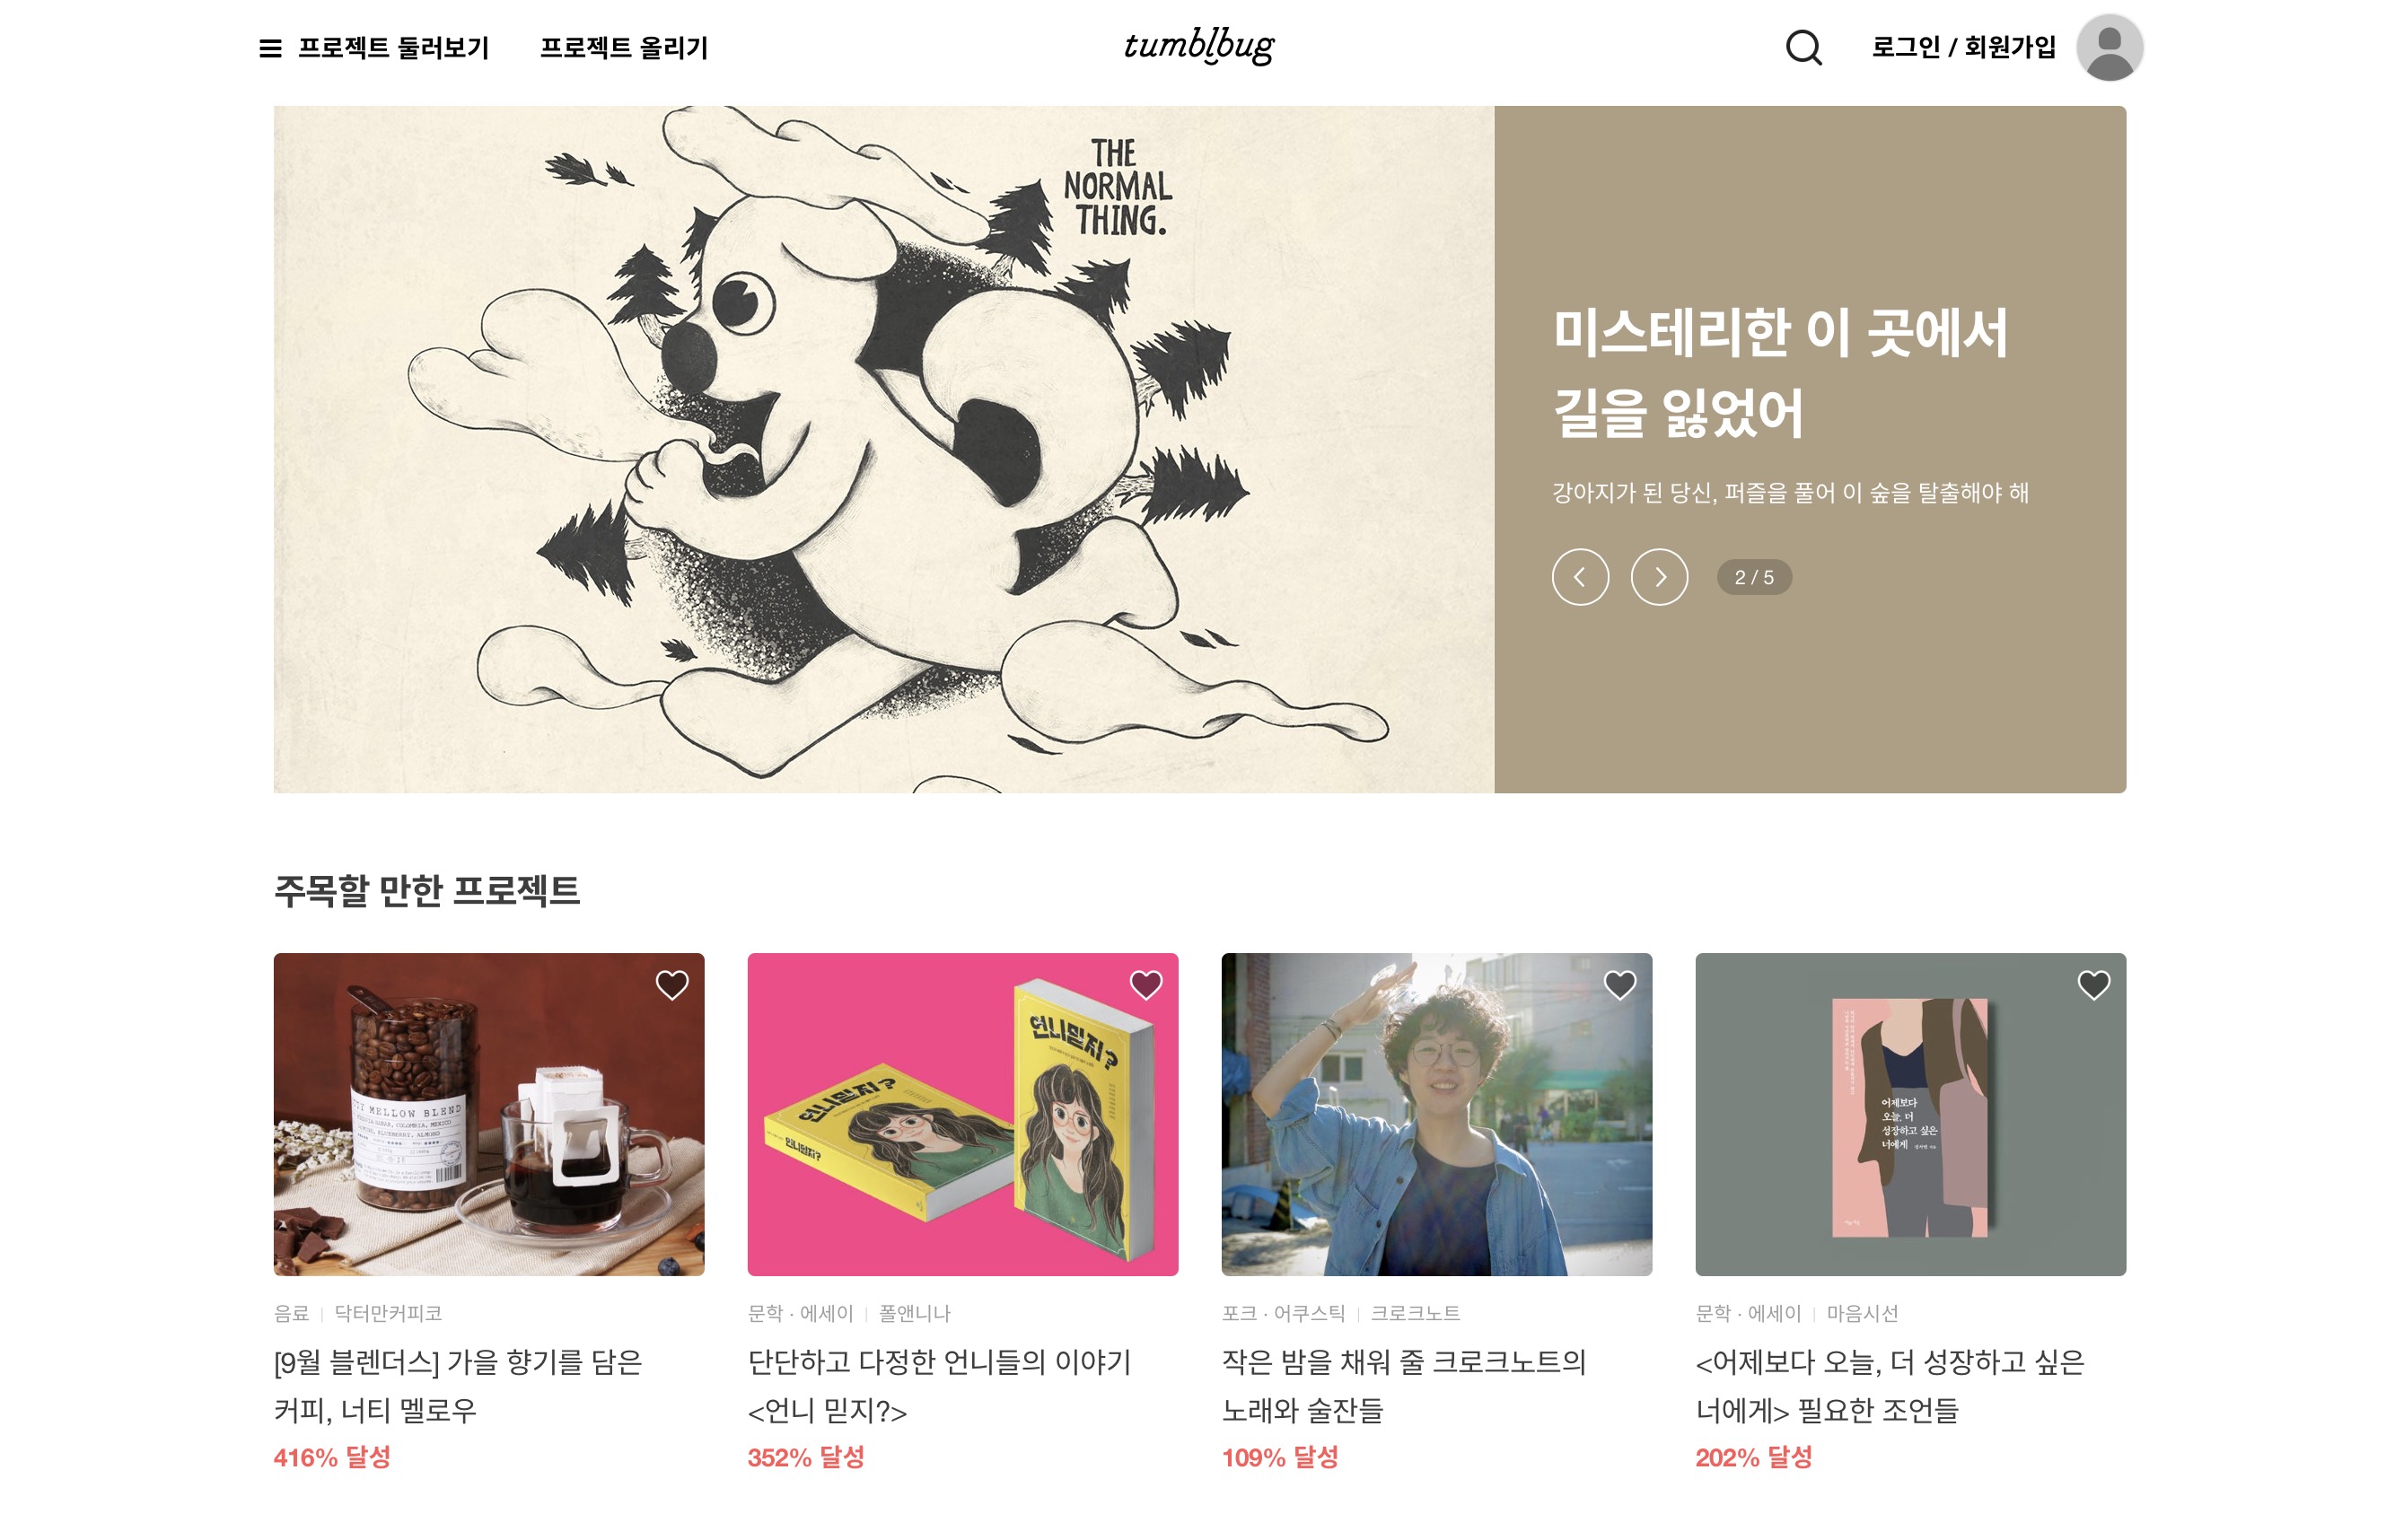 프로젝트 둘러보기
프로젝트 올리기
tumblbug
로그인 / 회원가입
THE
NORMAL
THING.
미스테리한 이 곳에서
길을 잃었어
강아지가 된 당신, 퍼즐을 풀어 이 숲을 탈출해야 해
2 / 5
주목할 만한 프로젝트
MELLOW BLEND
언니믿지?
언니믿지?
언니믿지?
어제보다
오늘, 더
성장하고 싶은
너에게
음료 | 닥터만커피코
[9월 블렌더스] 가을 향기를 담은
커피, 너티 멜로우
416% 달성
문학 · 에세이 | 폴앤니나
단단하고 다정한 언니들의 이야기
<언니 믿지?>
352% 달성
포크 · 어쿠스틱 | 크로크노트
작은 밤을 채워 줄 크로크노트의
노래와 술잔들
109% 달성
문학 · 에세이 | 마음시선
<어제보다 오늘, 더 성장하고 싶은
너에게> 필요한 조언들
202% 달성